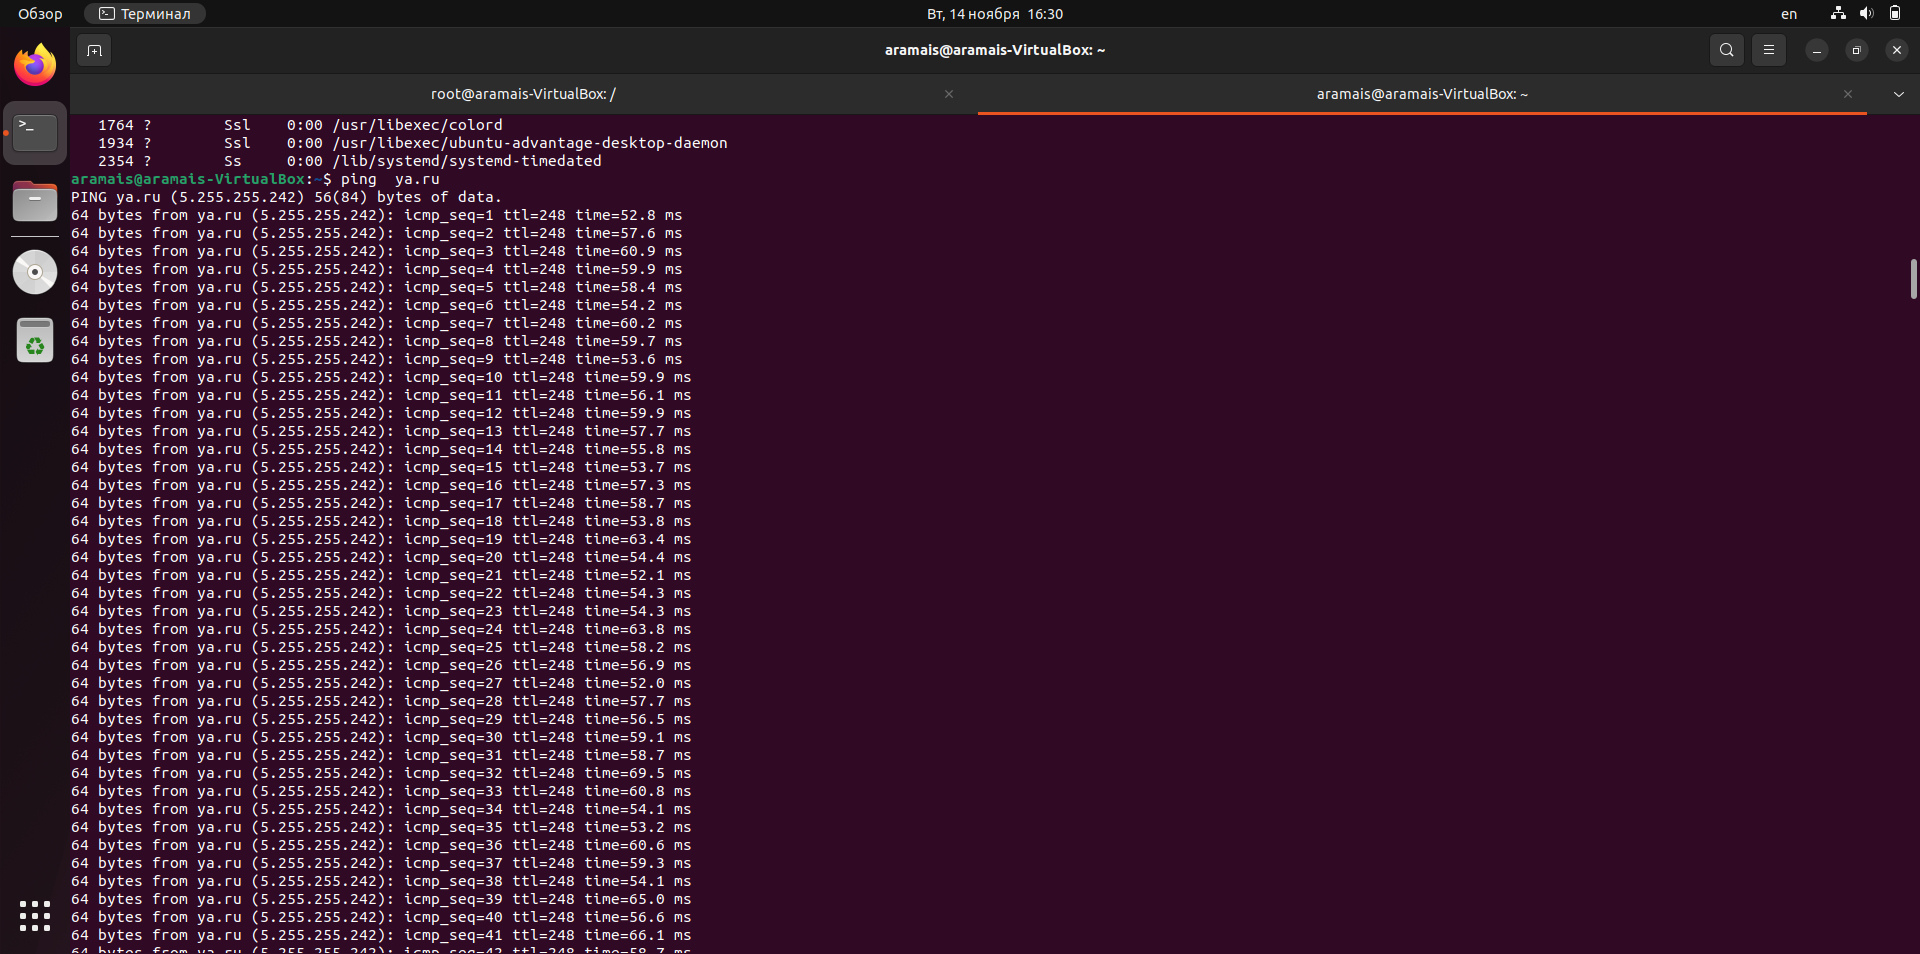 Обзор
Терминал
Вт, 14 ноября 16:30
en
aramais@aramais-VirtualBox: ~
root@aramais-VirtualBox: /
aramais@aramais-VirtualBox: ~
1764 ? Ssl 0:00 /usr/libexec/colord
1934 ? Ssl 0:00 /usr/libexec/ubuntu-advantage-desktop-daemon
2354 ? Ss 0:00 /lib/systemd/systemd-timedated
aramais@aramais-VirtualBox:~$ ping  ya.ru
PING ya.ru (5.255.255.242) 56(84) bytes of data.
64 bytes from ya.ru (5.255.255.242): icmp_seq=1 ttl=248 time=52.8 ms
64 bytes from ya.ru (5.255.255.242): icmp_seq=2 ttl=248 time=57.6 ms
64 bytes from ya.ru (5.255.255.242): icmp_seq=3 ttl=248 time=60.9 ms
64 bytes from ya.ru (5.255.255.242): icmp_seq=4 ttl=248 time=59.9 ms
64 bytes from ya.ru (5.255.255.242): icmp_seq=5 ttl=248 time=58.4 ms
64 bytes from ya.ru (5.255.255.242): icmp_seq=6 ttl=248 time=54.2 ms
64 bytes from ya.ru (5.255.255.242): icmp_seq=7 ttl=248 time=60.2 ms
64 bytes from ya.ru (5.255.255.242): icmp_seq=8 ttl=248 time=59.7 ms
64 bytes from ya.ru (5.255.255.242): icmp_seq=9 ttl=248 time=53.6 ms
64 bytes from ya.ru (5.255.255.242): icmp_seq=10 ttl=248 time=59.9 ms
64 bytes from ya.ru (5.255.255.242): icmp_seq=11 ttl=248 time=56.1 ms
64 bytes from ya.ru (5.255.255.242): icmp_seq=12 ttl=248 time=59.9 ms
64 bytes from ya.ru (5.255.255.242): icmp_seq=13 ttl=248 time=57.7 ms
64 bytes from ya.ru (5.255.255.242): icmp_seq=14 ttl=248 time=55.8 ms
64 bytes from ya.ru (5.255.255.242): icmp_seq=15 ttl=248 time=53.7 ms
64 bytes from ya.ru (5.255.255.242): icmp_seq=16 ttl=248 time=57.3 ms
64 bytes from ya.ru (5.255.255.242): icmp_seq=17 ttl=248 time=58.7 ms
64 bytes from ya.ru (5.255.255.242): icmp_seq=18 ttl=248 time=53.8 ms
64 bytes from ya.ru (5.255.255.242): icmp_seq=19 ttl=248 time=63.4 ms
64 bytes from ya.ru (5.255.255.242): icmp_seq=20 ttl=248 time=54.4 ms
64 bytes from ya.ru (5.255.255.242): icmp_seq=21 ttl=248 time=52.1 ms
64 bytes from ya.ru (5.255.255.242): icmp_seq=22 ttl=248 time=54.3 ms
64 bytes from ya.ru (5.255.255.242): icmp_seq=23 ttl=248 time=54.3 ms
64 bytes from ya.ru (5.255.255.242): icmp_seq=24 ttl=248 time=63.8 ms
64 bytes from ya.ru (5.255.255.242): icmp_seq=25 ttl=248 time=58.2 ms
64 bytes from ya.ru (5.255.255.242): icmp_seq=26 ttl=248 time=56.9 ms
64 bytes from ya.ru (5.255.255.242): icmp_seq=27 ttl=248 time=52.0 ms
64 bytes from ya.ru (5.255.255.242): icmp_seq=28 ttl=248 time=57.7 ms
64 bytes from ya.ru (5.255.255.242): icmp_seq=29 ttl=248 time=56.5 ms
64 bytes from ya.ru (5.255.255.242): icmp_seq=30 ttl=248 time=59.1 ms
64 bytes from ya.ru (5.255.255.242): icmp_seq=31 ttl=248 time=58.7 ms
64 bytes from ya.ru (5.255.255.242): icmp_seq=32 ttl=248 time=69.5 ms
64 bytes from ya.ru (5.255.255.242): icmp_seq=33 ttl=248 time=60.8 ms
64 bytes from ya.ru (5.255.255.242): icmp_seq=34 ttl=248 time=54.1 ms
64 bytes from ya.ru (5.255.255.242): icmp_seq=35 ttl=248 time=53.2 ms
64 bytes from ya.ru (5.255.255.242): icmp_seq=36 ttl=248 time=60.6 ms
64 bytes from ya.ru (5.255.255.242): icmp_seq=37 ttl=248 time=59.3 ms
64 bytes from ya.ru (5.255.255.242): icmp_seq=38 ttl=248 time=54.1 ms
64 bytes from ya.ru (5.255.255.242): icmp_seq=39 ttl=248 time=65.0 ms
64 bytes from ya.ru (5.255.255.242): icmp_seq=40 ttl=248 time=56.6 ms
64 bytes from ya.ru (5.255.255.242): icmp_seq=41 ttl=248 time=66.1 ms
64 bytes from ya.ru (5.255.255.242): icmp_seq=42 ttl=248 time=58.7 ms